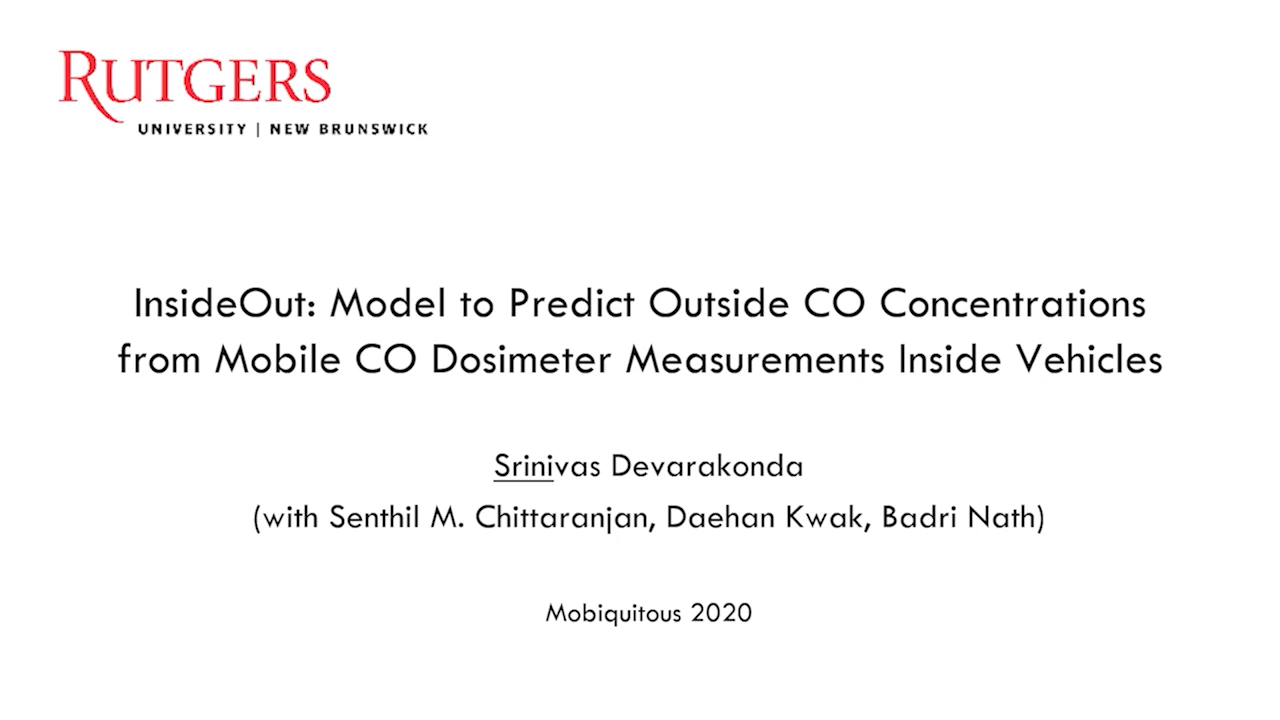 RUTGERS
UNIVERSITY | NEW BRUNSWICK
InsideOut: Model to Predict Outside CO Concentrations
from Mobile CO Dosimeter Measurements Inside Vehicles
Srinivas Devarakonda
(with Senthil M. Chittaranjan, Daehan Kwak, Badri Nath)
Mobiquitous 2020